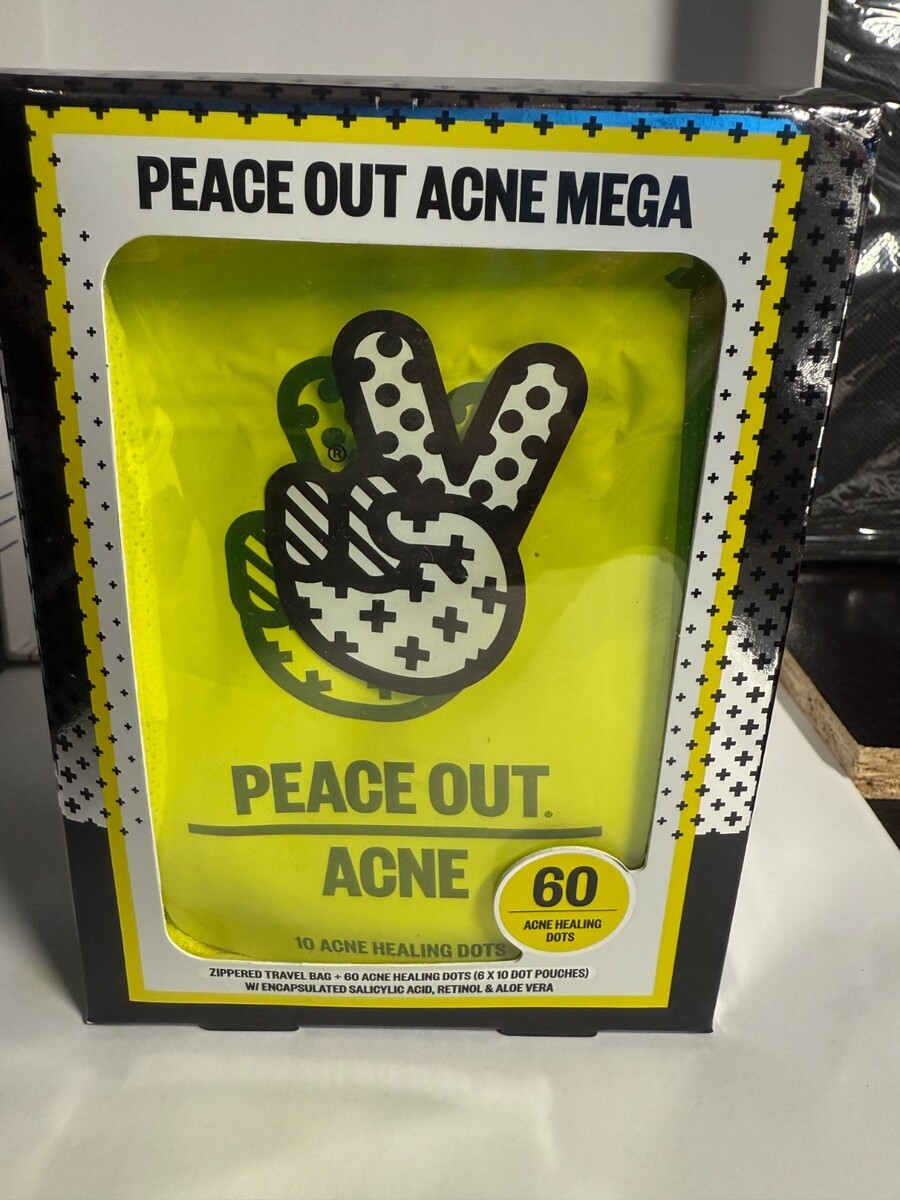 PEACE OUT ACNE MEGA
®
PEACE OUT®
ACNE
60
ACNE HEALING
DOTS
10 ACNE HEALING DOTS
ZIPPERED TRAVEL BAG + 60 ACNE HEALING DOTS (6 X 10 DOT POUCHES)
W/ ENCAPSULATED SALICYLIC ACID, RETINOL & ALOE VERA